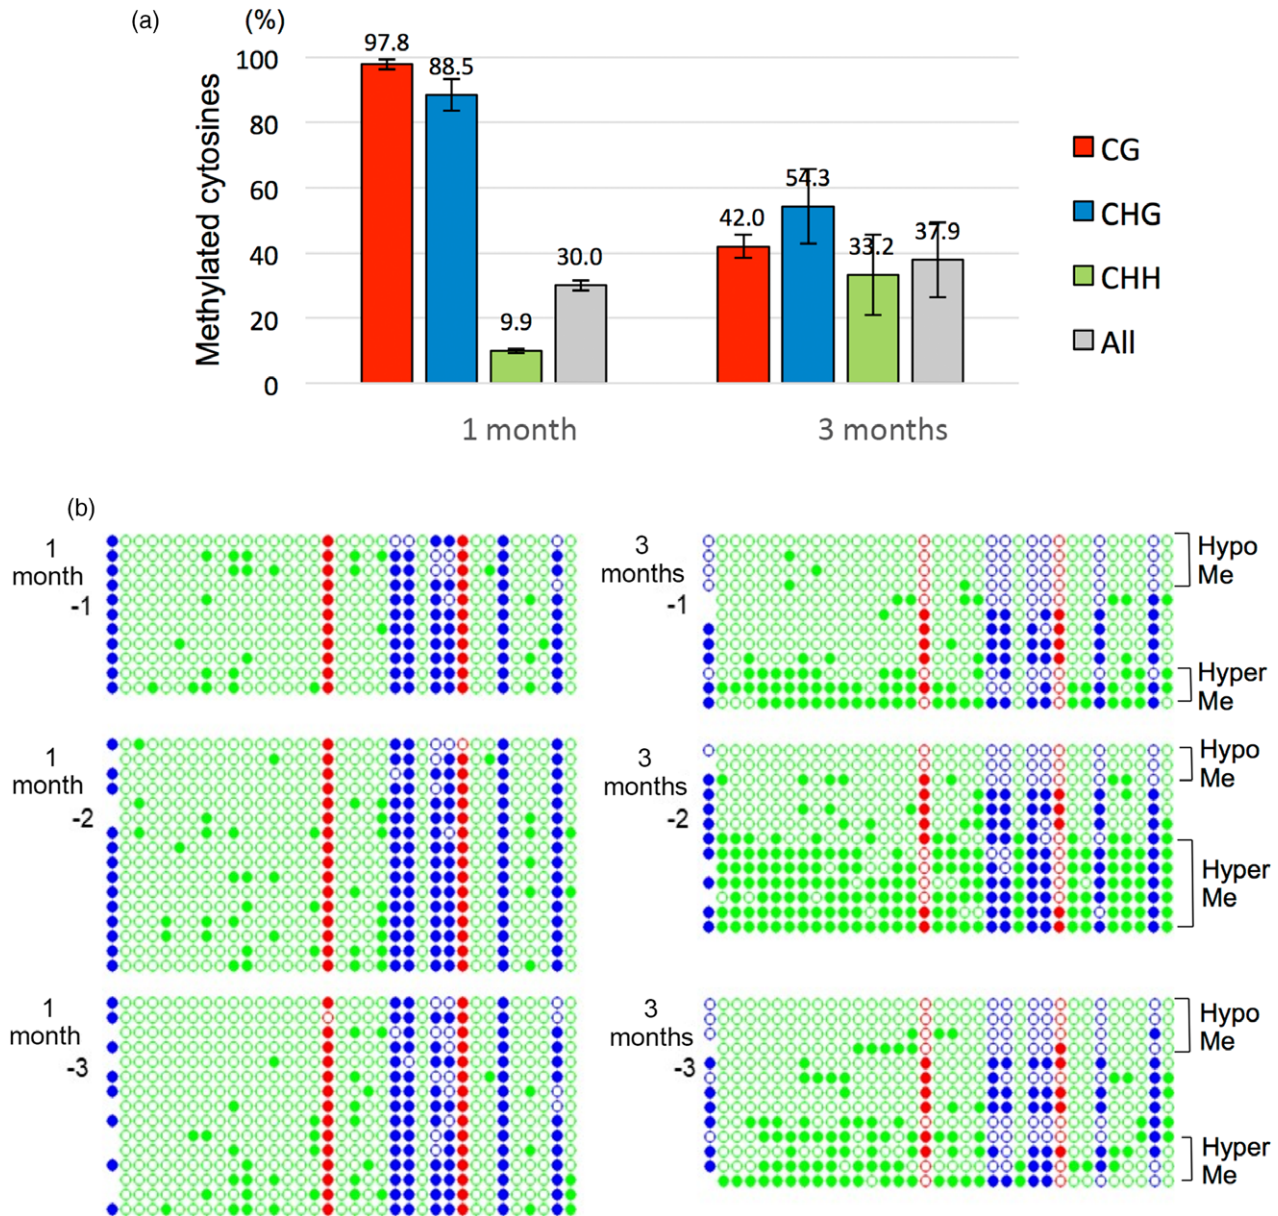 (a)
(%)
Methylated cytosines
100
80
60
40
20
0
97.8
88.5
9.9
30.0
42.0
54.3
33.2
37.9
1 month
3 months
CG
CHG
CHH
All
(b)
1
month
-1
3
months
-1
Hypo
Me
Hyper
Me
1
month
-2
3
months
-2
Hypo
Me
Hyper
Me
1
month
-3
3
months
-3
Hypo
Me
Hyper
Me